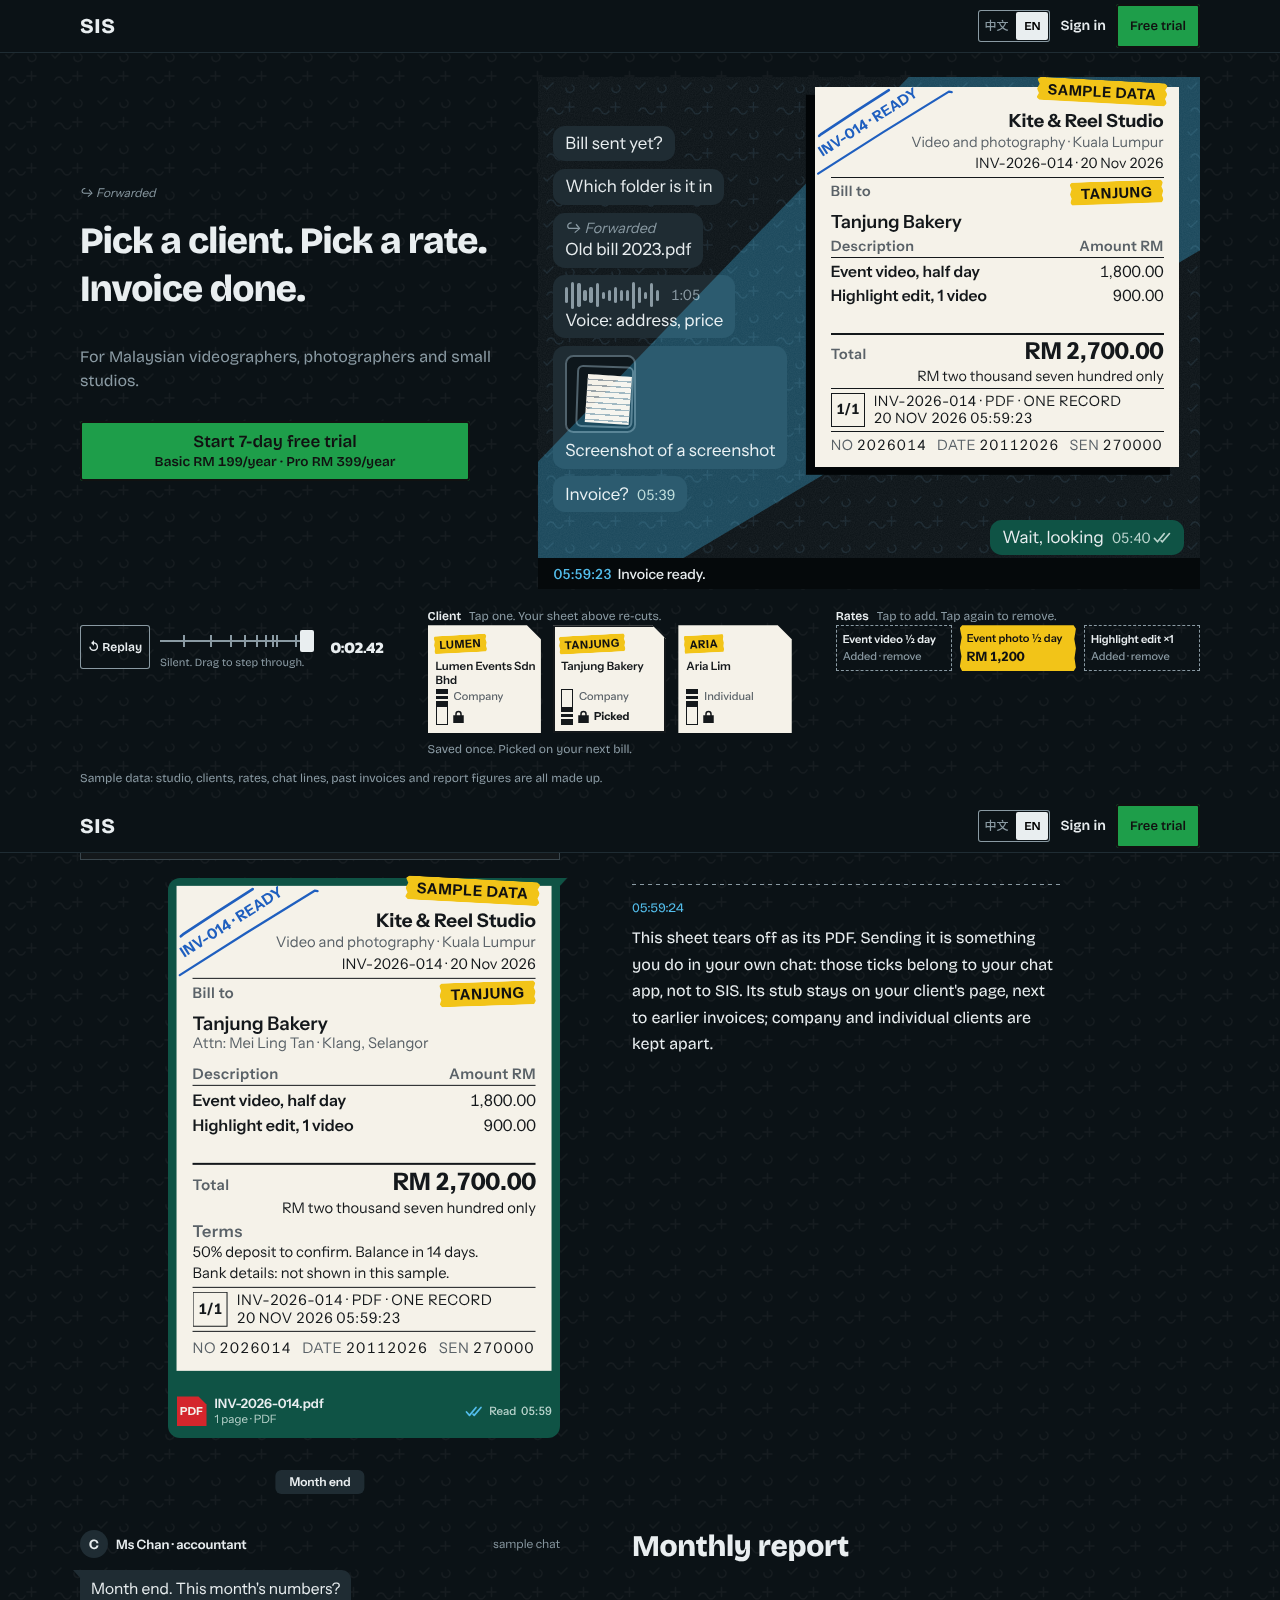 SIS
中文 EN Sign in Free trial
↪ Forwarded
Pick a client. Pick a rate.
Invoice done.
For Malaysian videographers, photographers and small
studios.
Start 7-day free trial
Basic RM 199/year · Pro RM 399/year
Bill sent yet?
Which folder is it in
↪ Forwarded
Old bill 2023.pdf
1:05
Voice: address, price
Screenshot of a screenshot
Invoice? 05:39
Wait, looking 05:40
INV-014 · READY
SAMPLE DATA
Kite & Reel Studio
Video and photography · Kuala Lumpur
INV-2026-014 · 20 Nov 2026
Bill to
TANJUNG
Tanjung Bakery
Description Amount RM
Event video, half day 1,800.00
Highlight edit, 1 video 900.00
Total RM 2,700.00
RM two thousand seven hundred only
1/1 INV-2026-014 · PDF · ONE RECORD
20 NOV 2026 05:59:23
NO 2026014 DATE 20112026 SEN 270000
05:59:23 Invoice ready.
Replay
Silent. Drag to step through.
0:02.42
Client Tap one. Your sheet above re-cuts.
LUMEN
Lumen Events Sdn
Bhd
Company
TANJUNG
Tanjung Bakery
Company
Picked
ARIA
Aria Lim
Individual
Saved once. Picked on your next bill.
Rates Tap to add. Tap again to remove.
Event video ½ day
Added · remove
Event photo ½ day
RM 1,200
Highlight edit ×1
Added · remove
Sample data: studio, clients, rates, chat lines, past invoices and report figures are all made up.
SIS
中文 EN Sign in Free trial
INV-014 · READY
SAMPLE DATA
Kite & Reel Studio
Video and photography · Kuala Lumpur
INV-2026-014 · 20 Nov 2026
Bill to
TANJUNG
Tanjung Bakery
Attn: Mei Ling Tan · Klang, Selangor
Description Amount RM
Event video, half day 1,800.00
Highlight edit, 1 video 900.00
Total RM 2,700.00
RM two thousand seven hundred only
Terms
50% deposit to confirm. Balance in 14 days.
Bank details: not shown in this sample.
1/1 INV-2026-014 · PDF · ONE RECORD
20 NOV 2026 05:59:23
NO 2026014 DATE 20112026 SEN 270000
PDF INV-2026-014.pdf
1 page · PDF
Read 05:59
05:59:24
This sheet tears off as its PDF. Sending it is something
you do in your own chat: those ticks belong to your chat
app, not to SIS. Its stub stays on your client's page, next
to earlier invoices; company and individual clients are
kept apart.
Month end
C Ms Chan · accountant sample chat
Month end. This month's numbers?
Monthly report